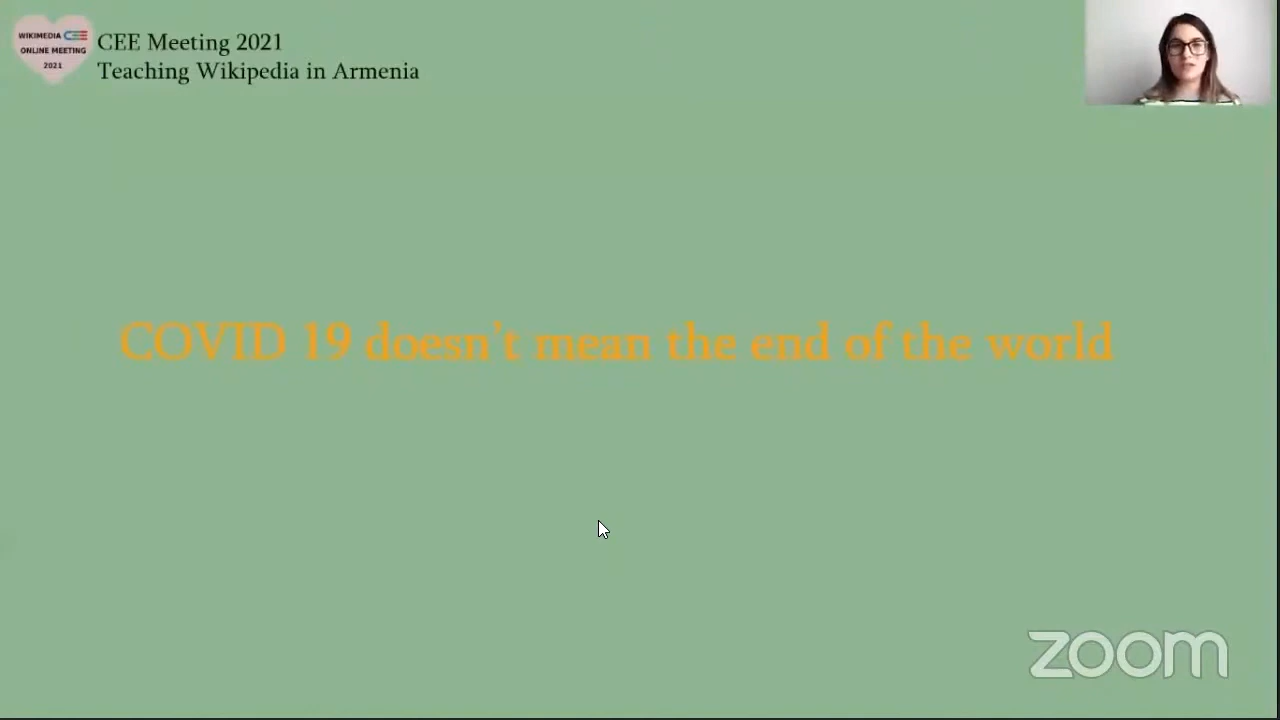 WIKIMEDIA CEE
ONLINE MEETING
2021
CEE Meeting 2021
Teaching Wikipedia in Armenia
COVID 19 doesn't mean the end of the world
zoom